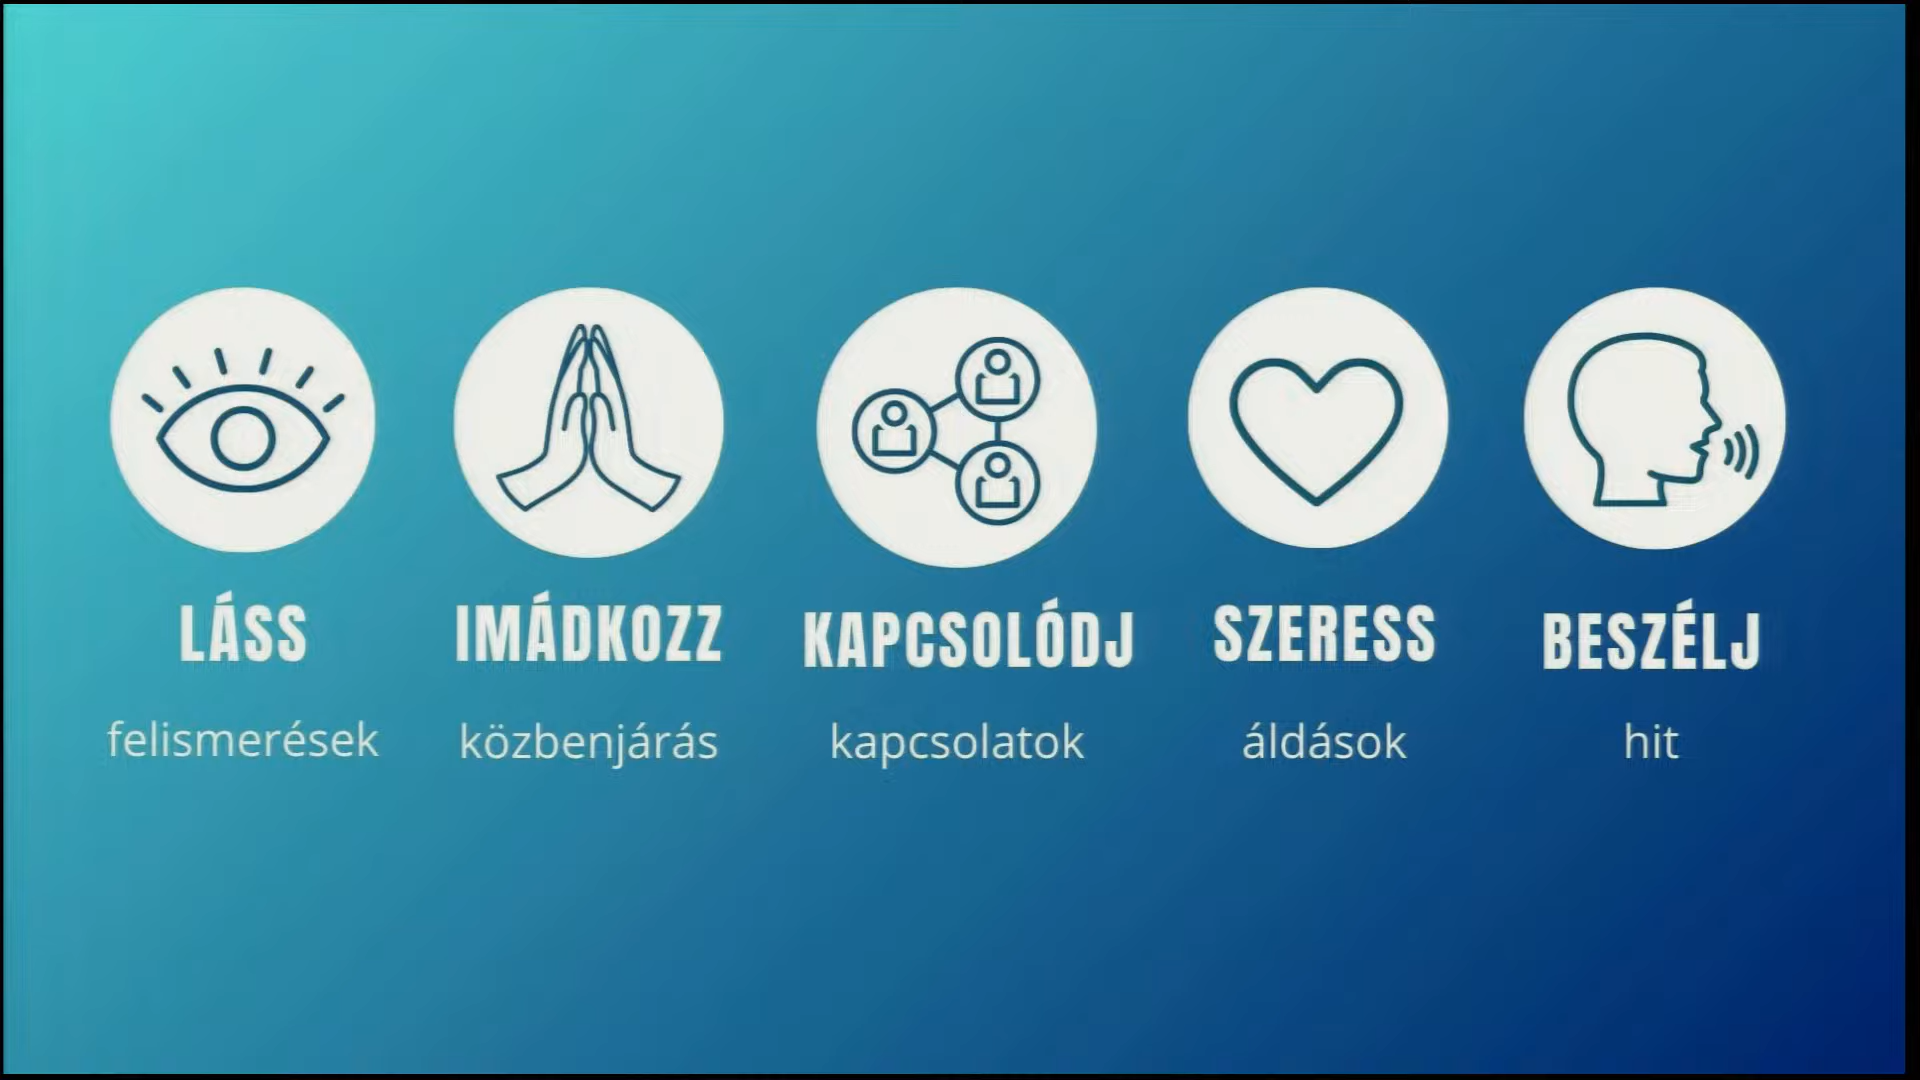 LÁSS
IMÁDKOZZ
KAPCSOLÓDJ
SZERESS
BESZÉLJ
felismerések
közbenjárás
kapcsolatok
áldások
hit